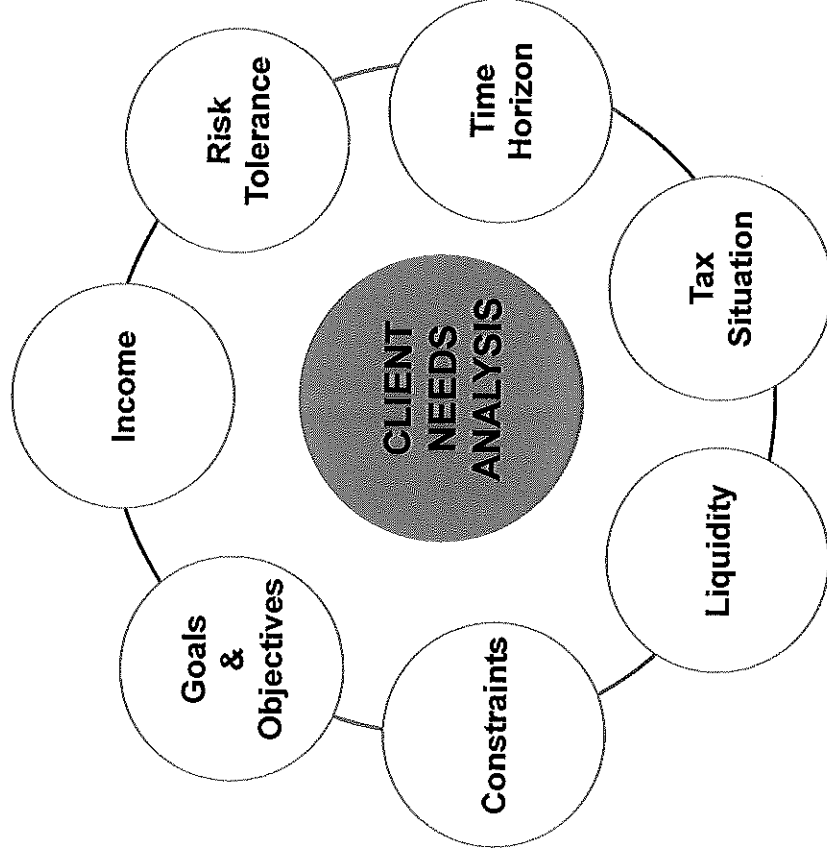 Income
Goals
&
Objectives
Risk
Tolerance
CLIENT
NEEDS
ANALYSIS
Constraints
Time
Horizon
Liquidity
Tax
Situation